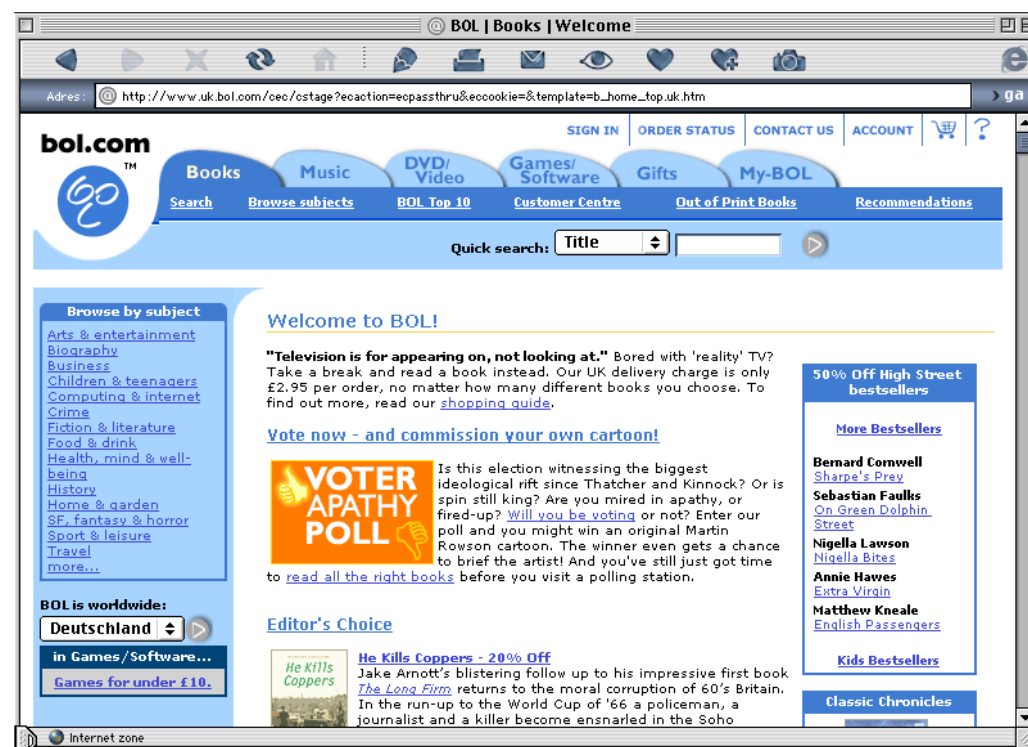 BOL | Books | Welcome
Adres: http://www.uk.bol.com/cec/cstage?ecaction=ecpassthru&eccookie=&template=b_home_top.uk.htm
ga
SIGN IN ORDER STATUS CONTACT US ACCOUNT ?
bol.com
TM
bol
Books Music DVD/ Video Games/ Software Gifts My-BOL
Search Browse subjects BOL Top 10 Customer Centre Out of Print Books Recommendations
Quick search: Title
Browse by subject
Arts & entertainment
Biography
Business
Children & teenagers
Computing & internet
Crime
Fiction & literature
Food & drink
Health, mind & well-
being
History
Home & garden
SF, fantasy & horror
Sport & leisure
Travel
more...
BOL is worldwide:
Deutschland
in Games/Software...
Games for under £10.
Welcome to BOL!
"Television is for appearing on, not looking at." Bored with 'reality' TV?
Take a break and read a book instead. Our UK delivery charge is only
£2.95 per order, no matter how many different books you choose. To
find out more, read our shopping guide.
Vote now - and commission your own cartoon!
VOTER
APATHY
POLL
Is this election witnessing the biggest
ideological rift since Thatcher and Kinnock? Or is
spin still king? Are you mired in apathy, or
fired-up? Will you be voting or not? Enter our
poll and you might win an original Martin
Rowson cartoon. The winner even gets a chance
to brief the artist! And you've still just got time
to read all the right books before you visit a polling station.
Editor's Choice
He Kills
Coppers
He Kills Coppers - 20% Off
Jake Arnott's blistering follow up to his impressive first book
The Long Firm returns to the moral corruption of 60's Britain.
In the run-up to the World Cup of '66 a policeman, a
journalist and a killer become ensnarled in the Soho
50% Off High Street
bestsellers
More Bestsellers
Bernard Cornwell
Sharpe's Prey
Sebastian Faulks
On Green Dolphin
Street
Nigella Lawson
Nigella Bites
Annie Hawes
Extra Virgin
Matthew Kneale
English Passengers
Kids Bestsellers
Classic Chronicles
Internet zone